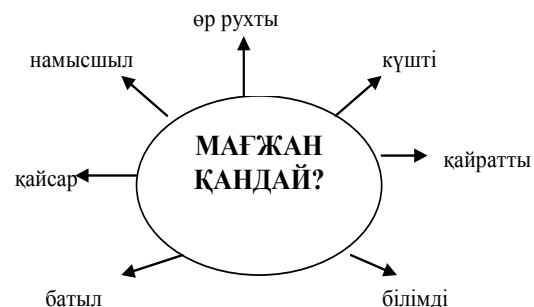 өр рухты
намысшыл
күшті
МАҒЖАН
ҚАНДАЙ?
қайсар
қайратты
батыл
білімді